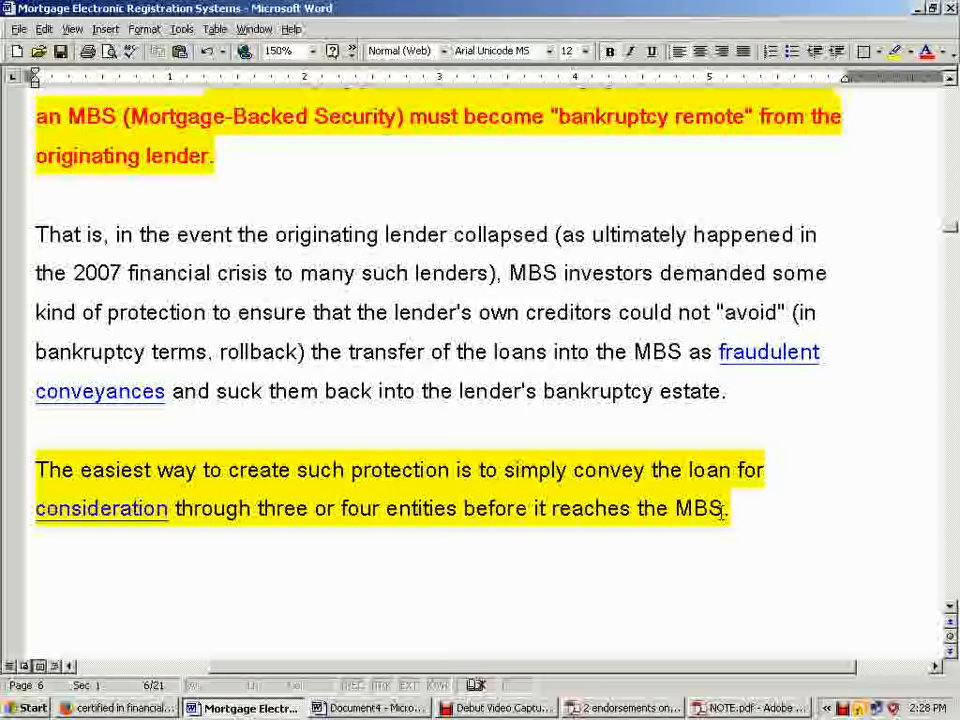 Mortgage Electronic Registration Systems - Microsoft Word
File Edit View Insert Format Tools Table Window Help
150% Normal (Web) Arial Unicode MS 12 B I U A
1 2 3 4 5
an MBS (Mortgage-Backed Security) must become "bankruptcy remote" from the
originating lender.
That is, in the event the originating lender collapsed (as ultimately happened in
the 2007 financial crisis to many such lenders), MBS investors demanded some
kind of protection to ensure that the lender's own creditors could not "avoid" (in
bankruptcy terms, rollback) the transfer of the loans into the MBS as fraudulent
conveyances and suck them back into the lender's bankruptcy estate.
The easiest way to create such protection is to simply convey the loan for
consideration through three or four entities before it reaches the MBS.
Page 6 Sec 1 6/21 REC TRK EXT OVR
Start certified in financial... Mortgage Electr... Document4 - Micro... Debut Video Captu... 2 endorsements on... NOTE.pdf - Adobe ... 2:28 PM